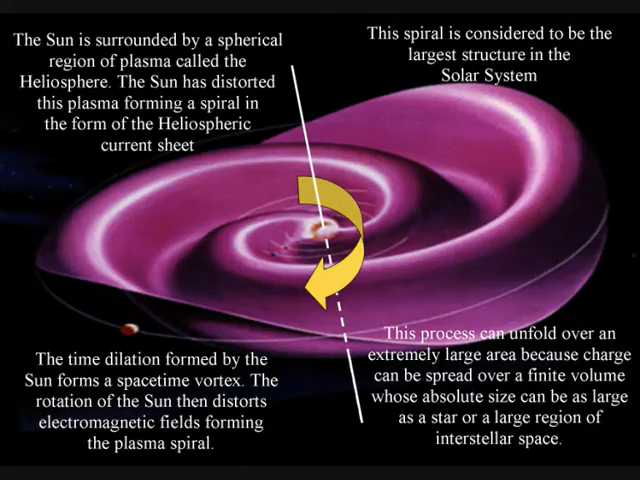 The Sun is surrounded by a spherical
region of plasma called the
Heliosphere. The Sun has distorted
this plasma forming a spiral in
the form of the Heliospheric
current sheet
This spiral is considered to be the
largest structure in the
Solar System
The time dilation formed by the
Sun forms a spacetime vortex. The
rotation of the Sun then distorts
electromagnetic fields forming
the plasma spiral.
This process can unfold over an
extremely large area because charge
can be spread over a finite volume
whose absolute size can be as large
as a star or a large region of
interstellar space.